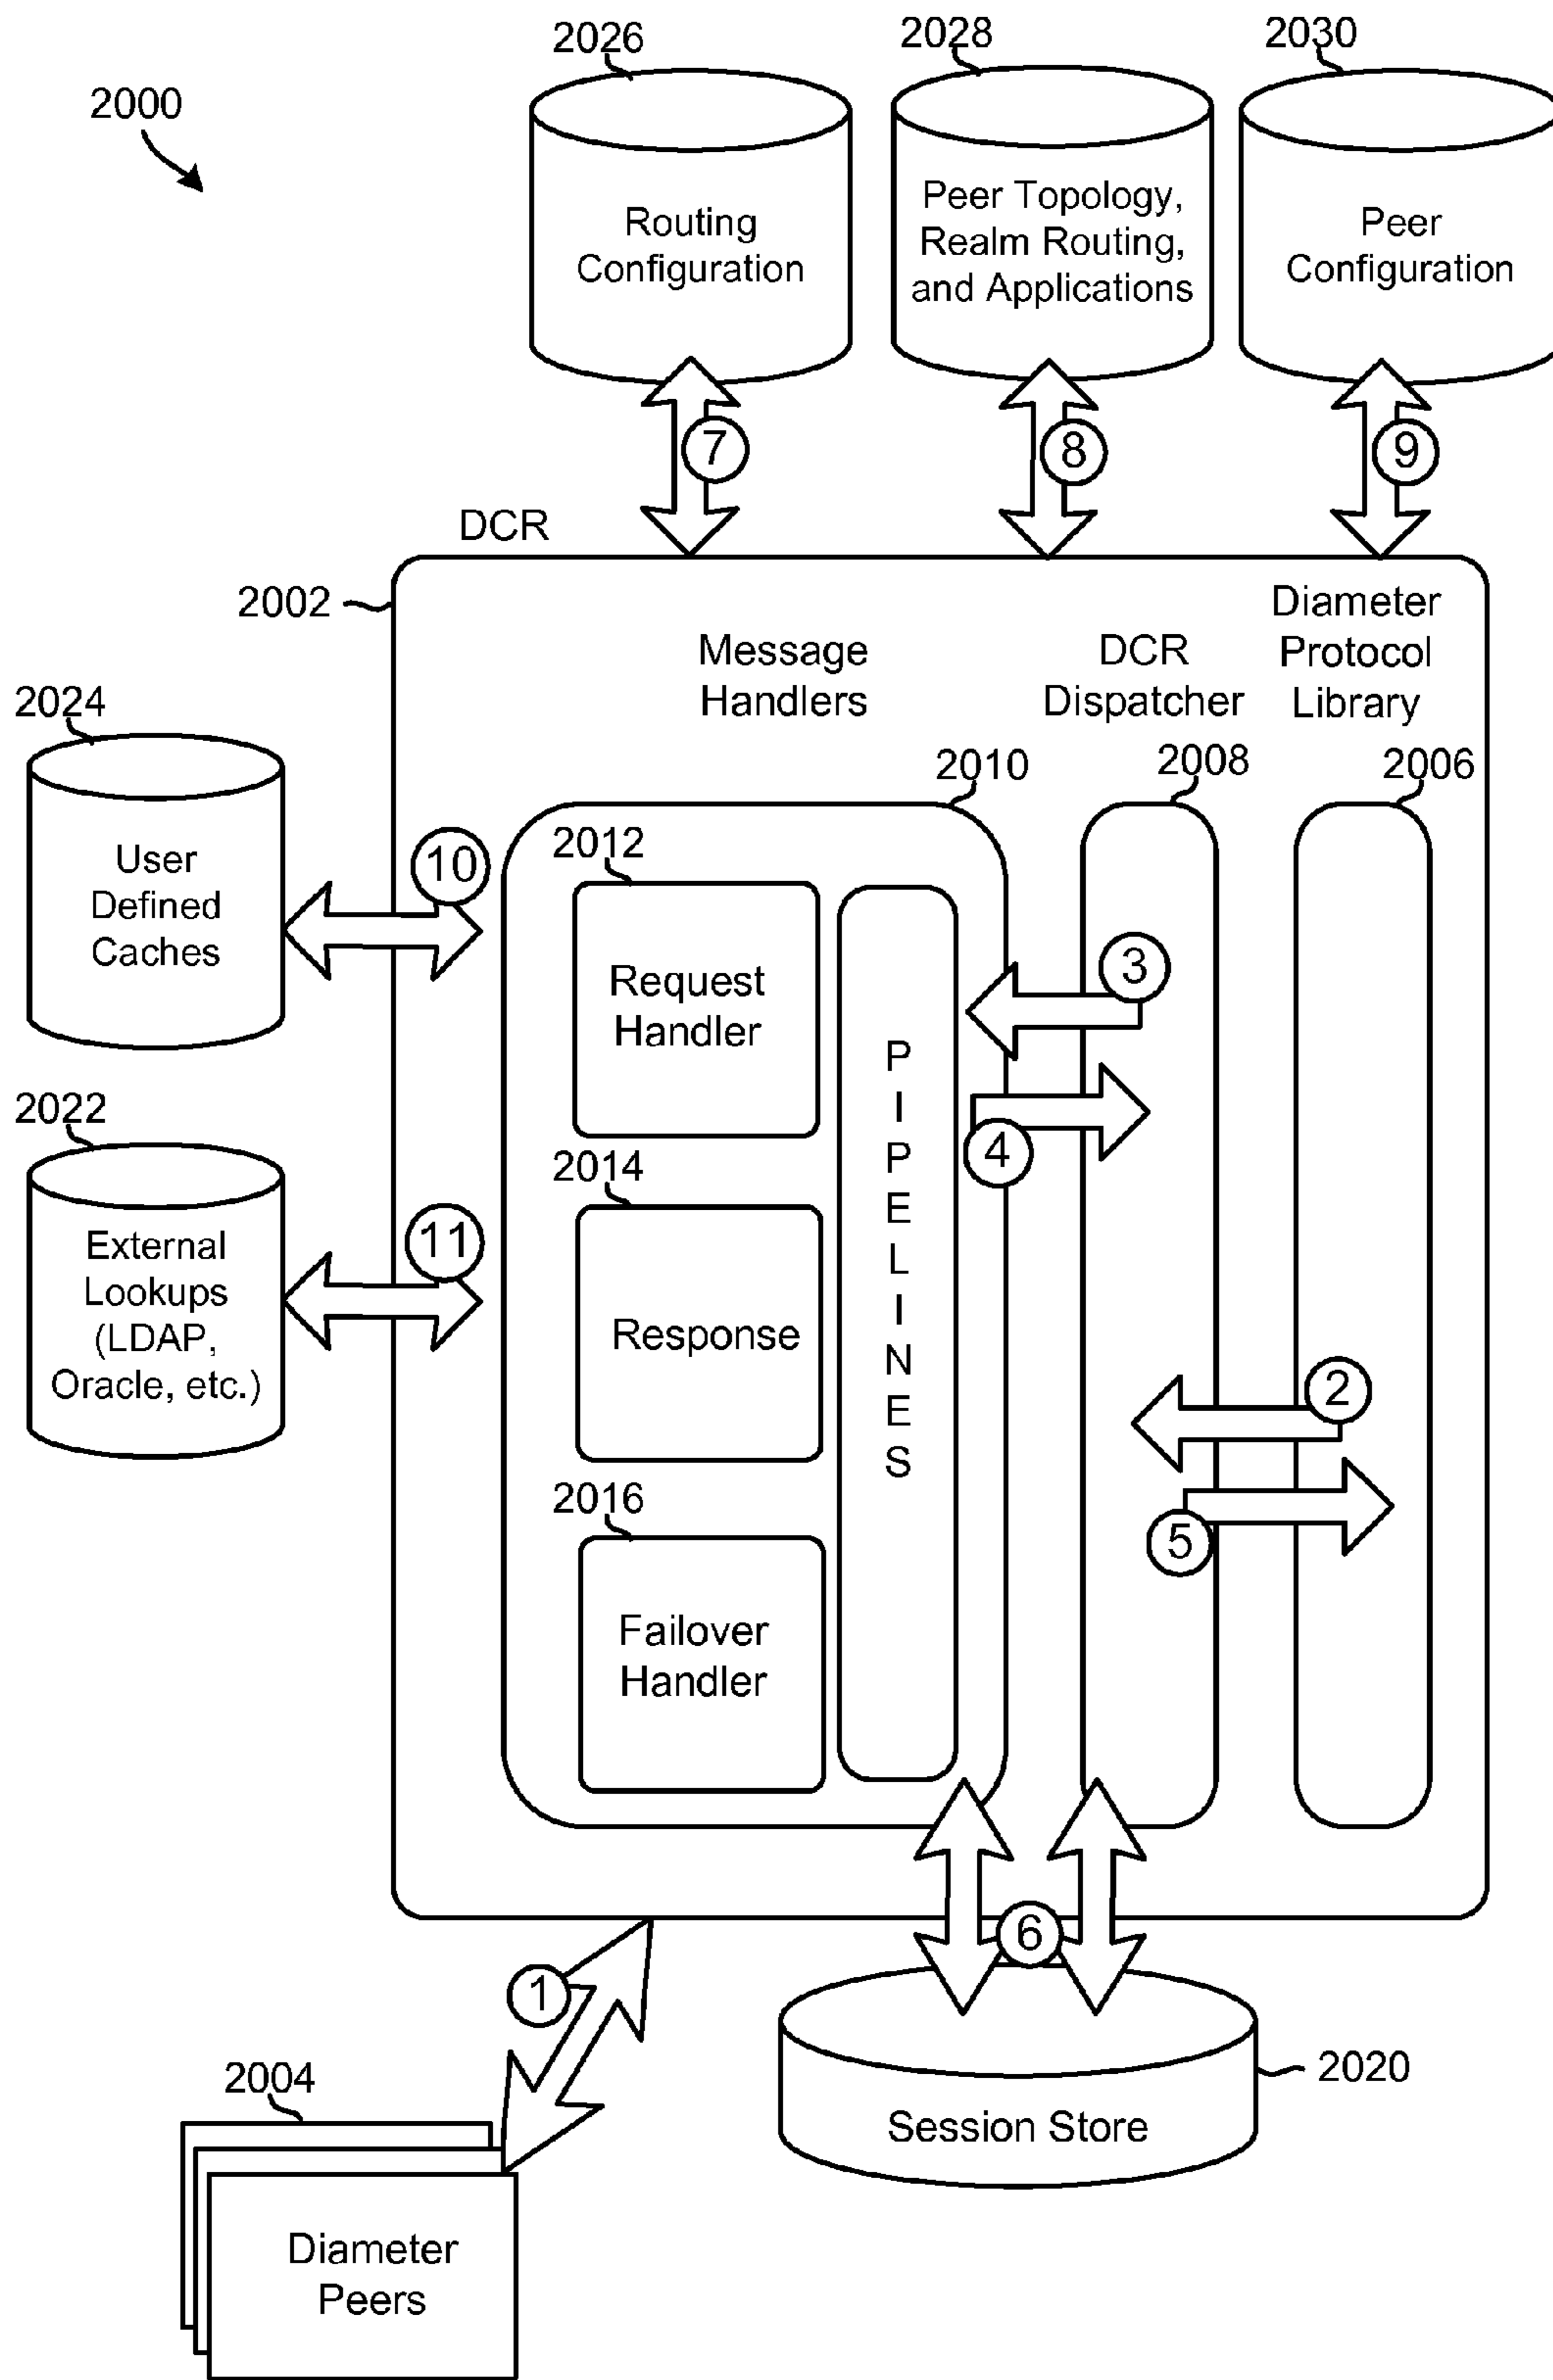 2026
2028
2030
2000
Routing
Configuration
Peer Topology,
Realm Routing,
and Applications
Peer
Configuration
7
8
9
DCR
2002
Message
Handlers
DCR
Dispatcher
Diameter
Protocol
Library
2024
2010
2008
2006
User
Defined
Caches
10
2012
Request
Handler
PIPELINES
3
4
2022
External
Lookups
(LDAP,
Oracle, etc.)
11
2014
Response
2
5
2016
Failover
Handler
6
1
2020
Session Store
2004
Diameter
Peers